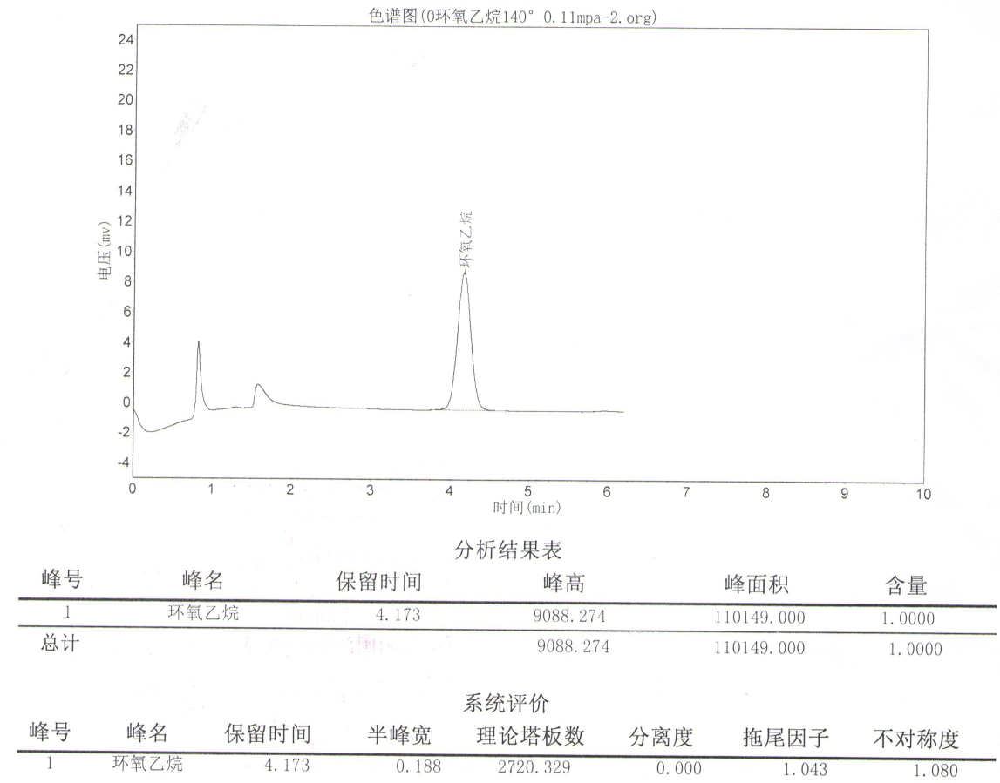 色谱图(0环氧乙烷140° 0.11mpa-2.org)
24
22
20
18
16
14
12
10
8
6
4
2
0
-2
-4
电压(mv)
环氧乙烷
0 1 2 3 4 5 6 7 8 9 10
时间(min)
分析结果表
峰号 峰名 保留时间 峰高 峰面积 含量
1 环氧乙烷 4.173 9088.274 110149.000 1.0000
总计 9088.274 110149.000 1.0000
系统评价
峰号 峰名 保留时间 半峰宽 理论塔板数 分离度 拖尾因子 不对称度
1 环氧乙烷 4.173 0.188 2720.329 0.000 1.043 1.080